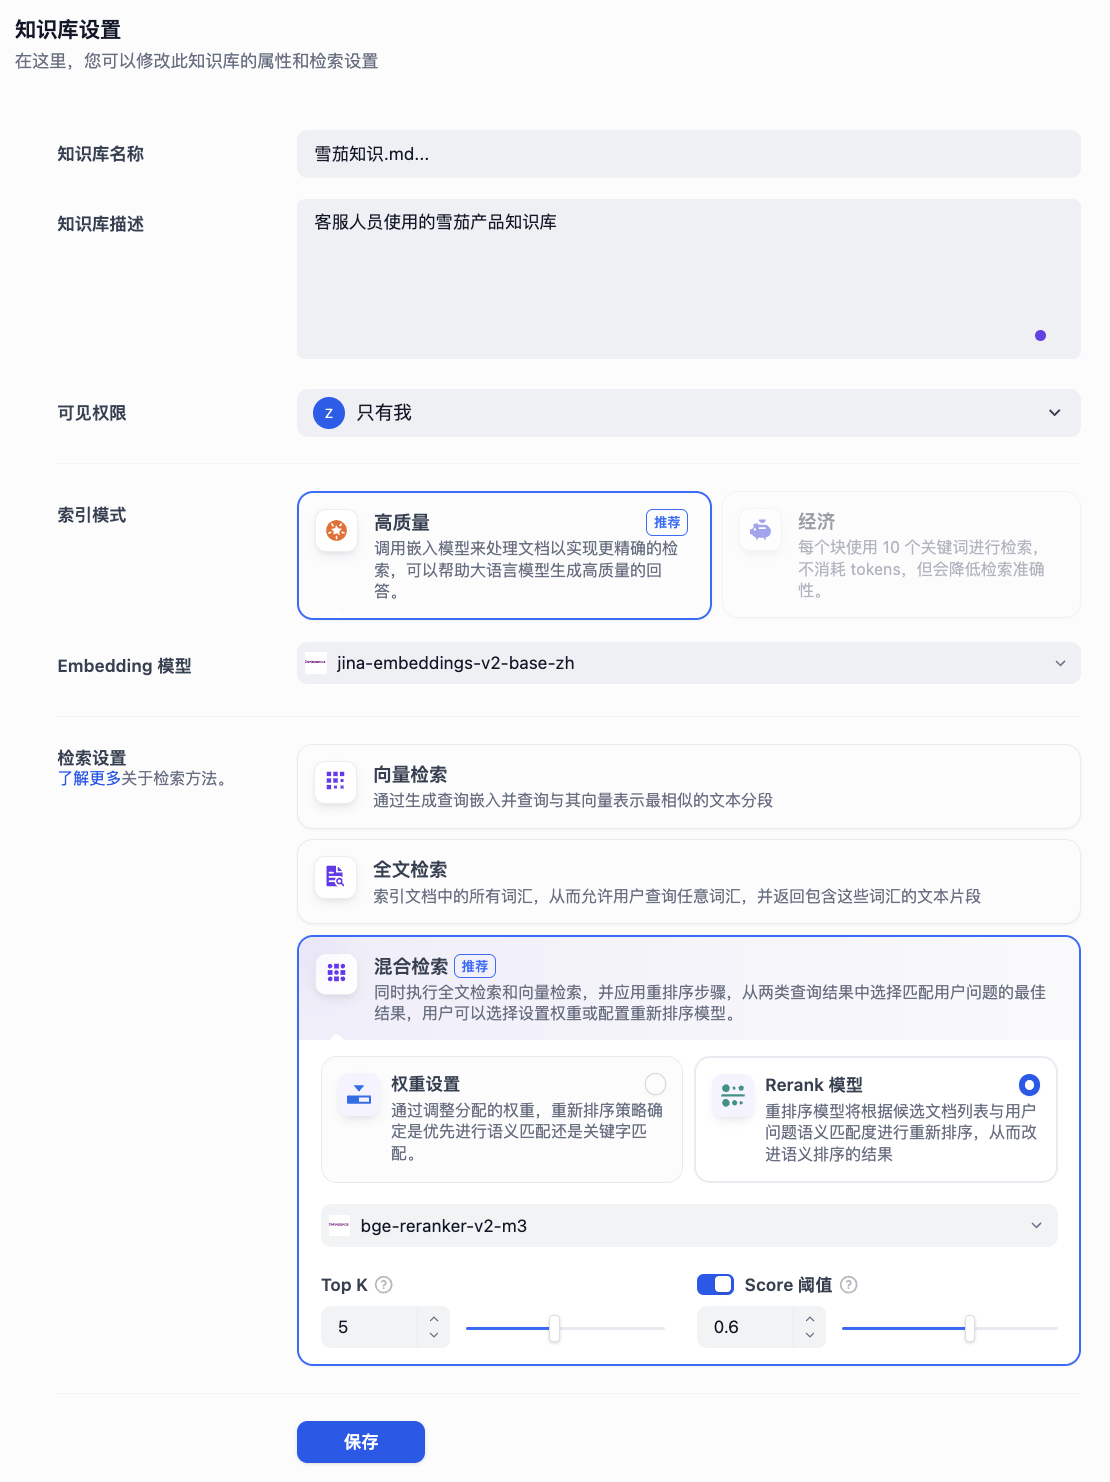 知识库设置
在这里，您可以修改此知识库的属性和检索设置
知识库名称
雪茄知识.md...
知识库描述
客服人员使用的雪茄产品知识库
可见权限
Z
只有我
索引模式
高质量
推荐
调用嵌入模型来处理文档以实现更精确的检
索，可以帮助大语言模型生成高质量的回
答。
经济
每个块使用 10 个关键词进行检索，
不消耗 tokens，但会降低检索准确
性。
Embedding 模型
jina-embeddings-v2-base-zh
检索设置
了解更多关于检索方法。
向量检索
通过生成查询嵌入并查询与其向量表示最相似的文本分段
全文检索
索引文档中的所有词汇，从而允许用户查询任意词汇，并返回包含这些词汇的文本片段
混合检索 推荐
同时执行全文检索和向量检索，并应用重排序步骤，从两类查询结果中选择匹配用户问题的最佳
结果，用户可以选择设置权重或配置重新排序模型。
权重设置
通过调整分配的权重，重新排序策略确
定是优先进行语义匹配还是关键字匹
配。
Rerank 模型
重排序模型将根据候选文档列表与用户
问题语义匹配度进行重新排序，从而改
进语义排序的结果
bge-reranker-v2-m3
Top K
5
Score 阈值
0.6
保存